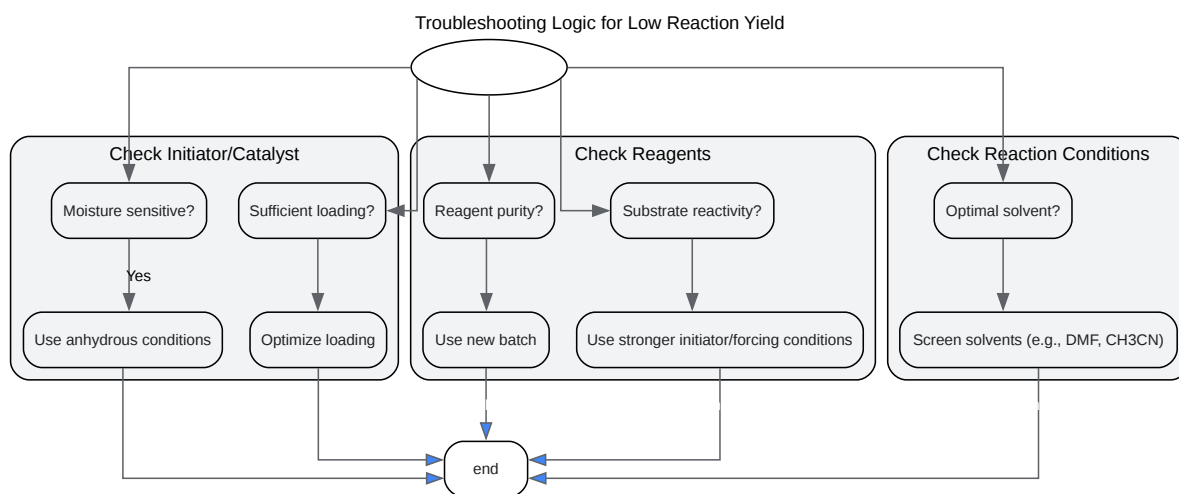 Troubleshooting Logic for Low Reaction Yield
Check Initiator/Catalyst
Check Reagents
Check Reaction Conditions
Moisture sensitive?
Sufficient loading?
Reagent purity?
Substrate reactivity?
Optimal solvent?
Yes
Use anhydrous conditions
Optimize loading
Use new batch
Use stronger initiator/forcing conditions
Screen solvents (e.g., DMF, CH3CN)
end